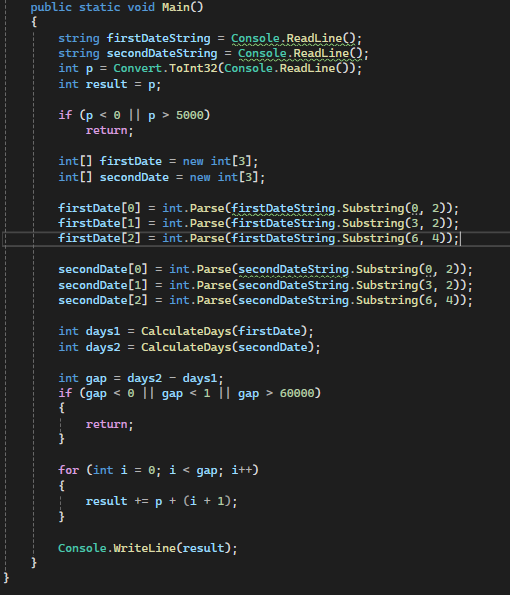 public static void Main()
{
string firstDateString = Console.ReadLine();
string secondDateString = Console.ReadLine();
int p = Convert.ToInt32(Console.ReadLine());
int result = p;
if (p < 0 || p > 5000)
return;
int[] firstDate = new int[3];
int[] secondDate = new int[3];
firstDate[0] = int.Parse(firstDateString.Substring(0, 2));
firstDate[1] = int.Parse(firstDateString.Substring(3, 2));
firstDate[2] = int.Parse(firstDateString.Substring(6, 4));
secondDate[0] = int.Parse(secondDateString.Substring(0, 2));
secondDate[1] = int.Parse(secondDateString.Substring(3, 2));
secondDate[2] = int.Parse(secondDateString.Substring(6, 4));
int days1 = CalculateDays(firstDate);
int days2 = CalculateDays(secondDate);
int gap = days2 - days1;
if (gap < 0 || gap < 1 || gap > 60000)
{
return;
}
for (int i = 0; i < gap; i++)
{
result += p + (i + 1);
}
Console.WriteLine(result);
}
}